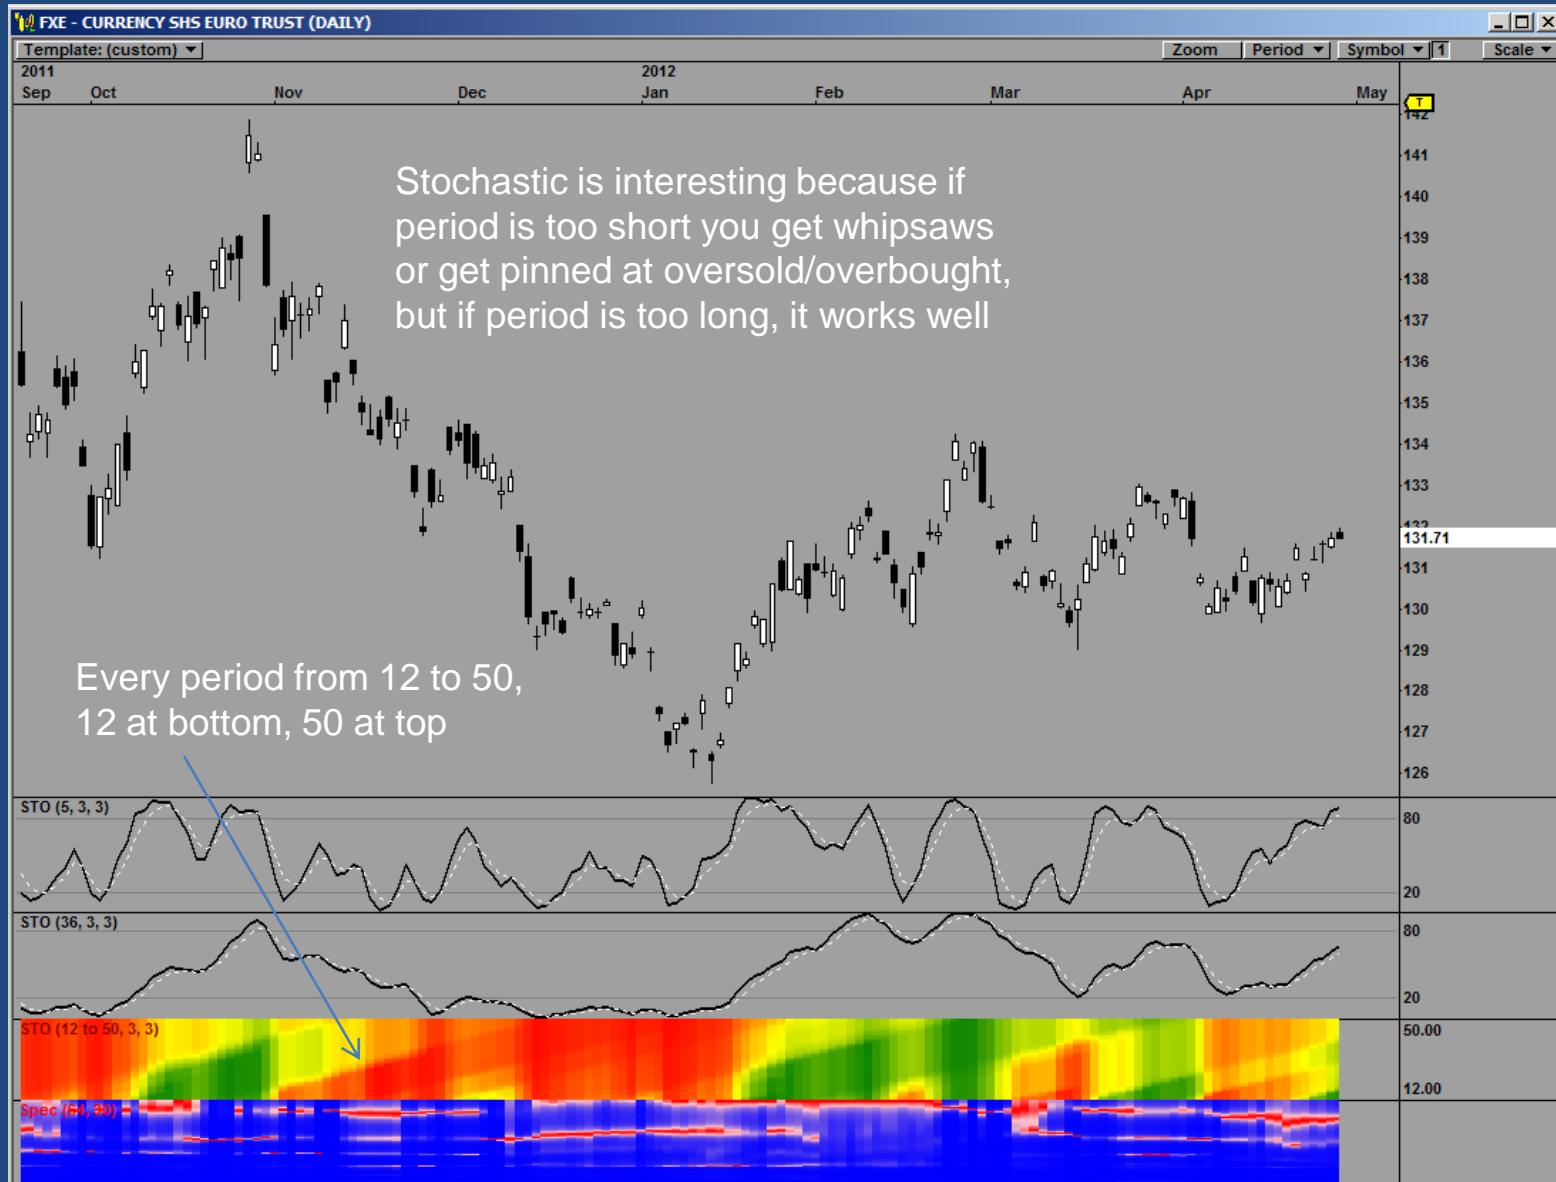 FXE - CURRENCY SHS EURO TRUST (DAILY)
Template: (custom)
Zoom Period Symbol 1 Scale
2011 2012
Sep Oct Nov Dec Jan Feb Mar Apr May
T
142
141
Stochastic is interesting because if
period is too short you get whipsaws
or get pinned at oversold/overbought,
but if period is too long, it works well
140
139
138
137
136
135
134
133
132
131.71
131
130
129
Every period from 12 to 50,
12 at bottom, 50 at top
128
127
126
STO (5, 3, 3)
80
20
STO (36, 3, 3)
80
20
STO (12 to 50, 3, 3)
50.00
12.00
Spec (64, 30)